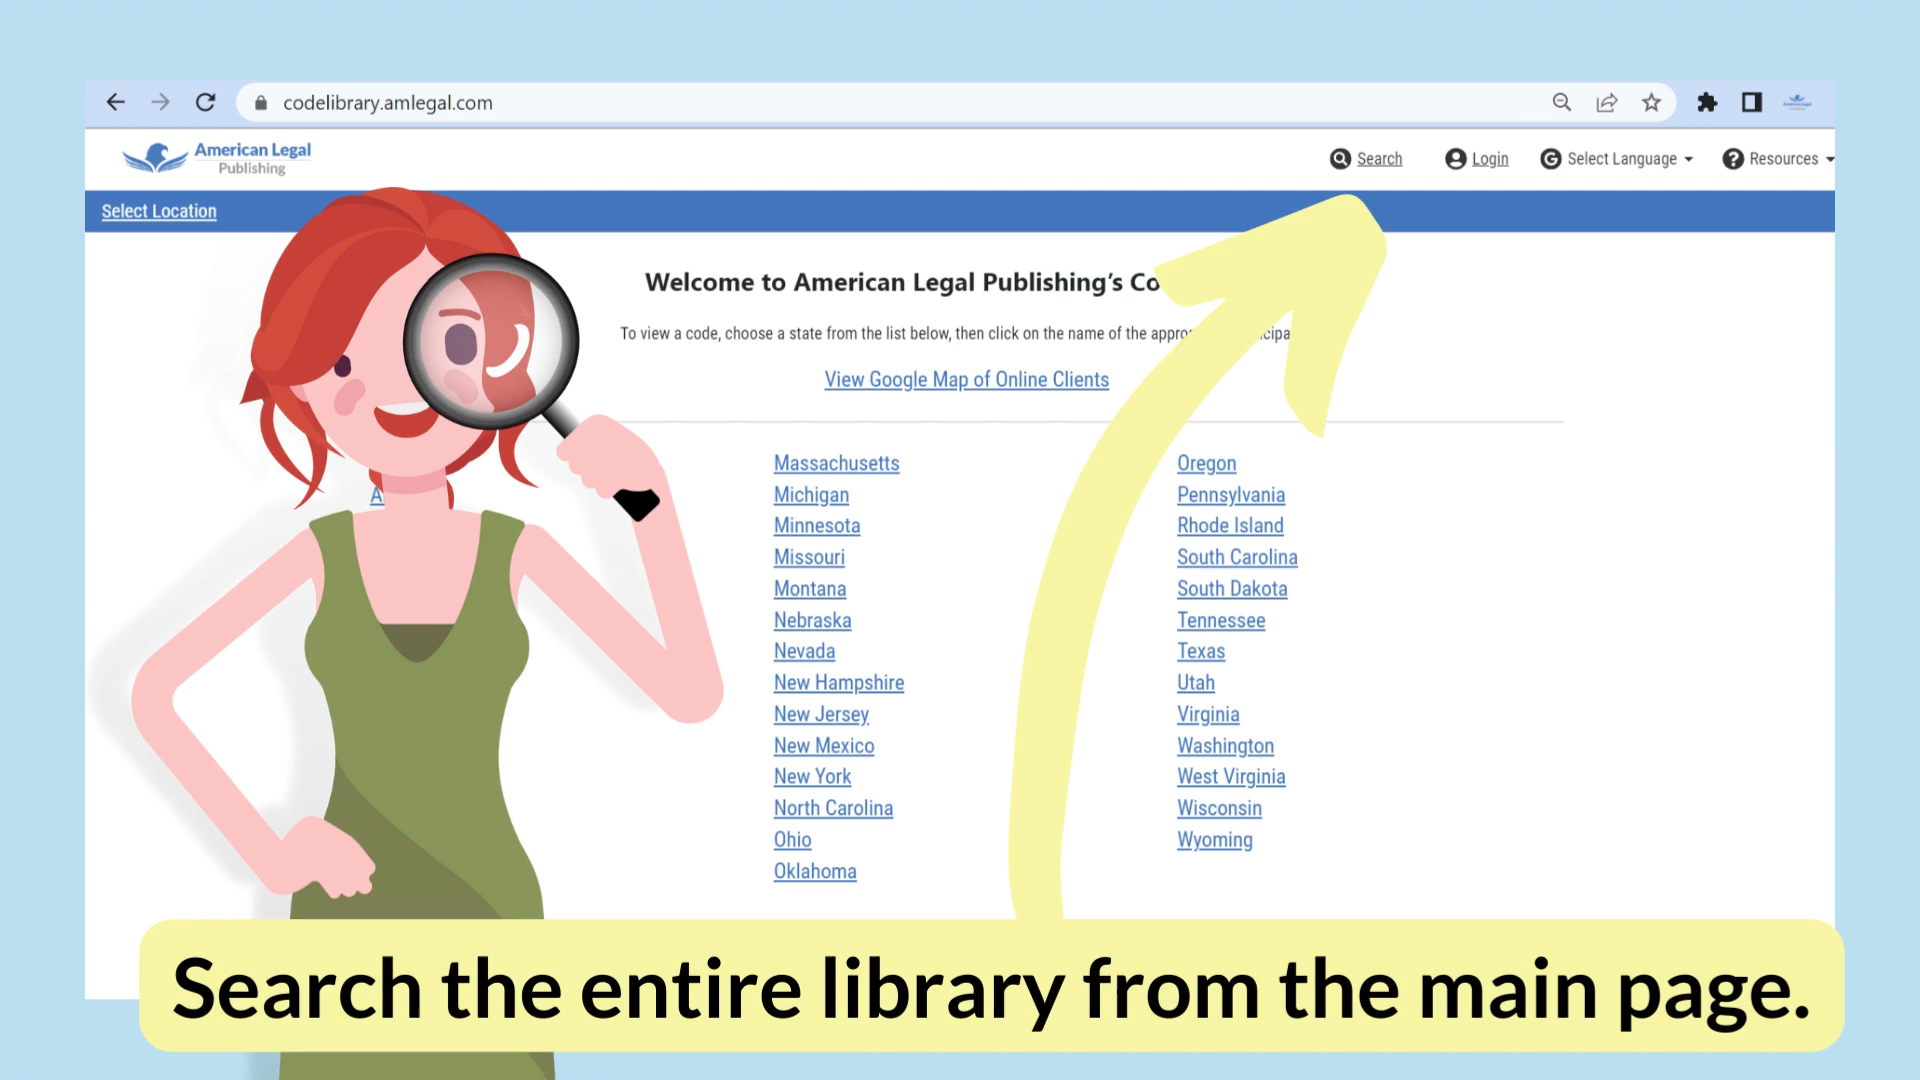 codelibrary.amlegal.com
American Legal
Publishing
Search
Login
Select Language
Resources
Select Location
Welcome to American Legal Publishing's Co
To view a code, choose a state from the list below, then click on the name of the
View Google Map of Online Clients
Massachusetts
Michigan
Minnesota
Missouri
Montana
Nebraska
Nevada
New Hampshire
New Jersey
New Mexico
New York
North Carolina
Ohio
Oklahoma
Oregon
Pennsylvania
Rhode Island
South Carolina
South Dakota
Tennessee
Texas
Utah
Virginia
Washington
West Virginia
Wisconsin
Wyoming
Search the entire library from the main page.